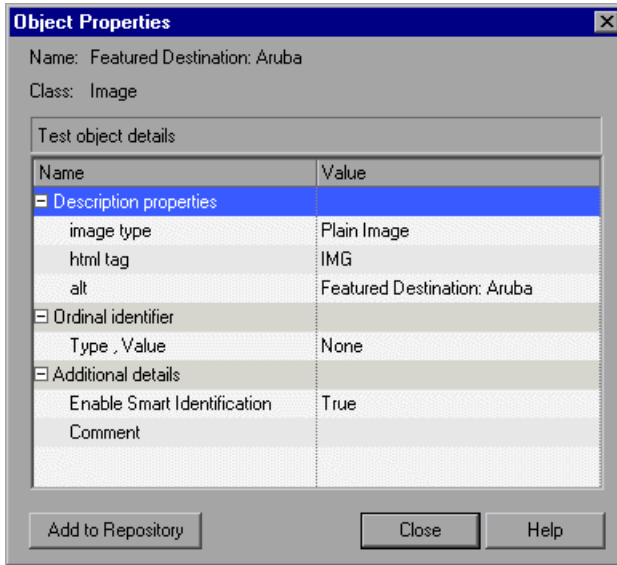 Object Properties
Name: Featured Destination: Aruba
Class: Image
Test object details
Name Value
Description properties
image type Plain Image
html tag IMG
alt Featured Destination: Aruba
Ordinal identifier
Type , Value None
Additional details
Enable Smart Identification True
Comment
Add to Repository Close Help